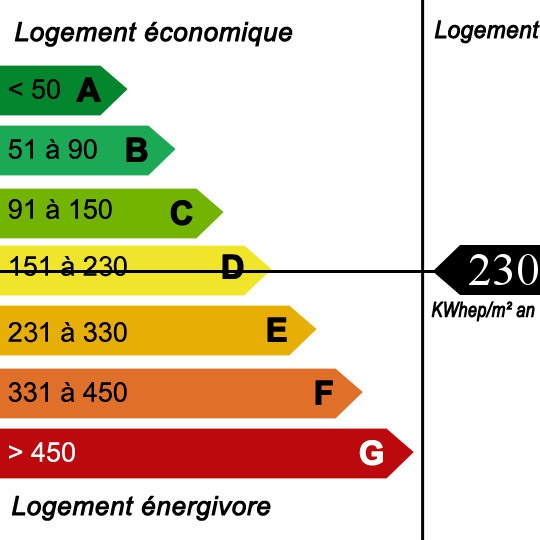 Logement économique
Logement
< 50 A
51 à 90 B
91 à 150 C
151 à 230 D
230
KWhep/m² an
231 à 330 E
331 à 450 F
> 450 G
Logement énergivore